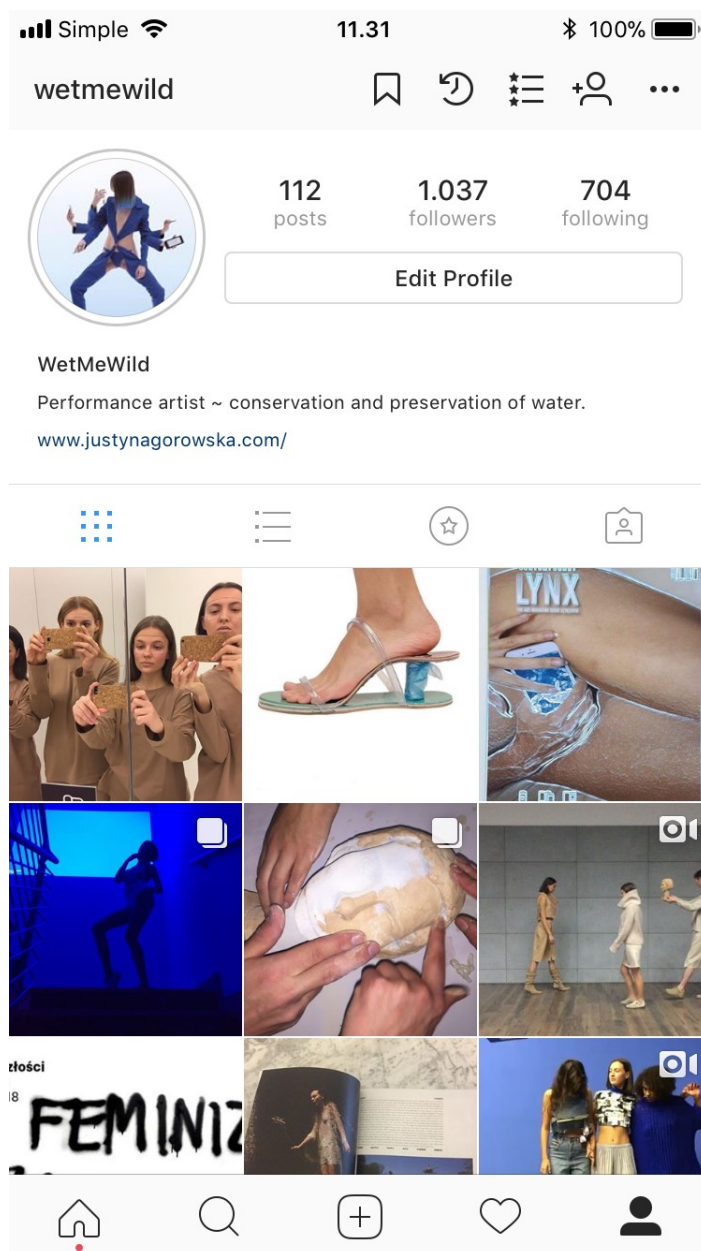 Simple 11.31 100%
wetmewild
112 1.037 704
posts followers following
Edit Profile
WetMeWild
Performance artist ~ conservation and preservation of water.
www.justynagorowska.com/
LYNX
złości
18
FEMINIZ